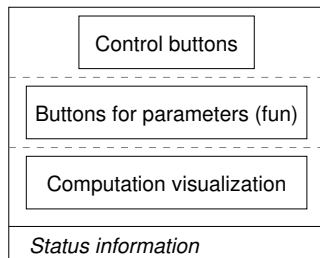 Control buttons
Buttons for parameters (fun)
Computation visualization
Status information